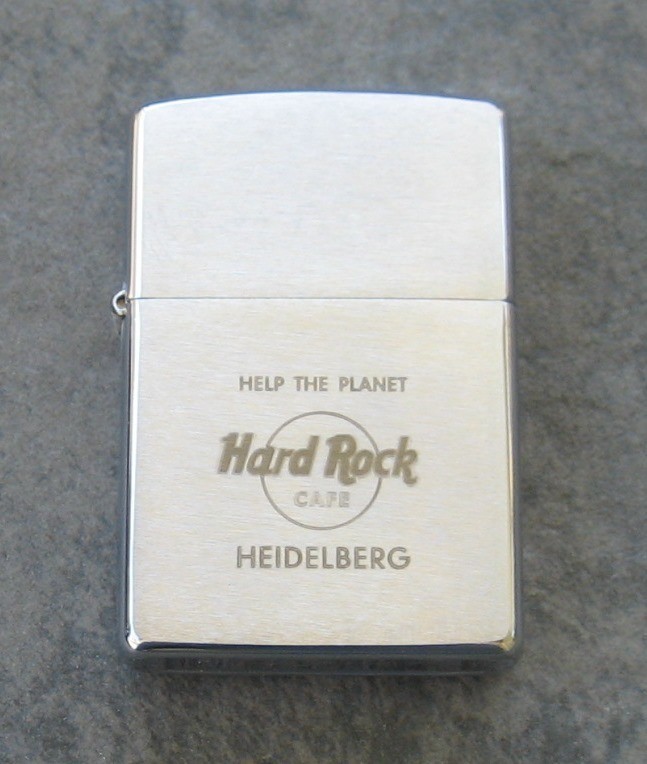 HELP THE PLANET
Hard Rock
CAFE
HEIDELBERG